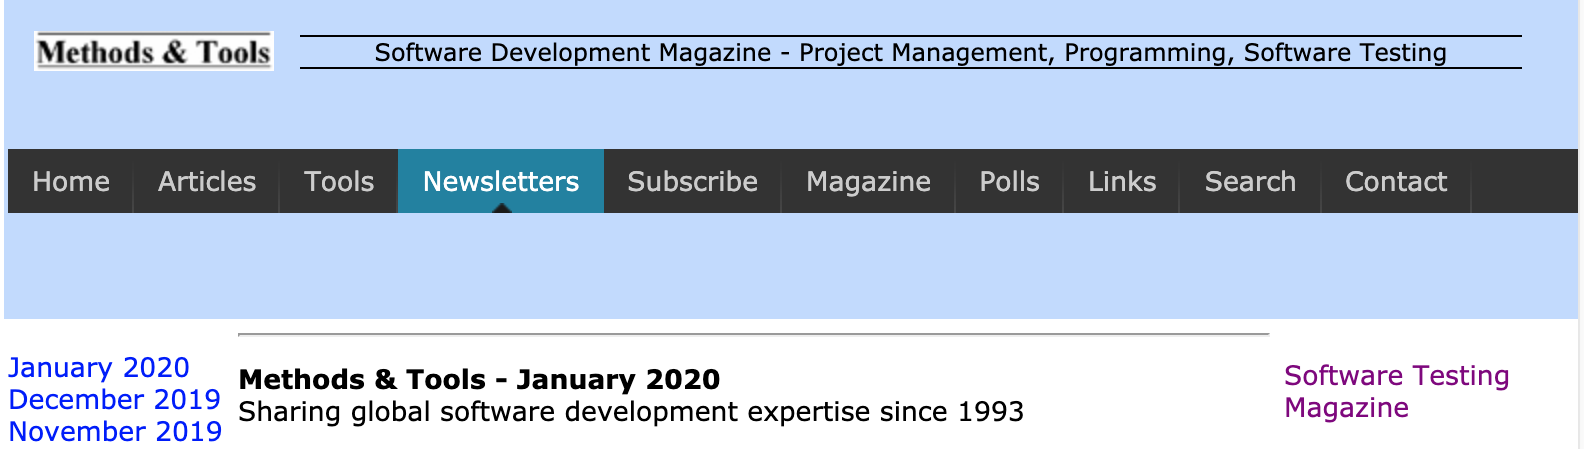 Methods & Tools
Software Development Magazine - Project Management, Programming, Software Testing
Home Articles Tools Newsletters Subscribe Magazine Polls Links Search Contact
January 2020
December 2019
November 2019
Methods & Tools - January 2020
Sharing global software development expertise since 1993
Software Testing
Magazine